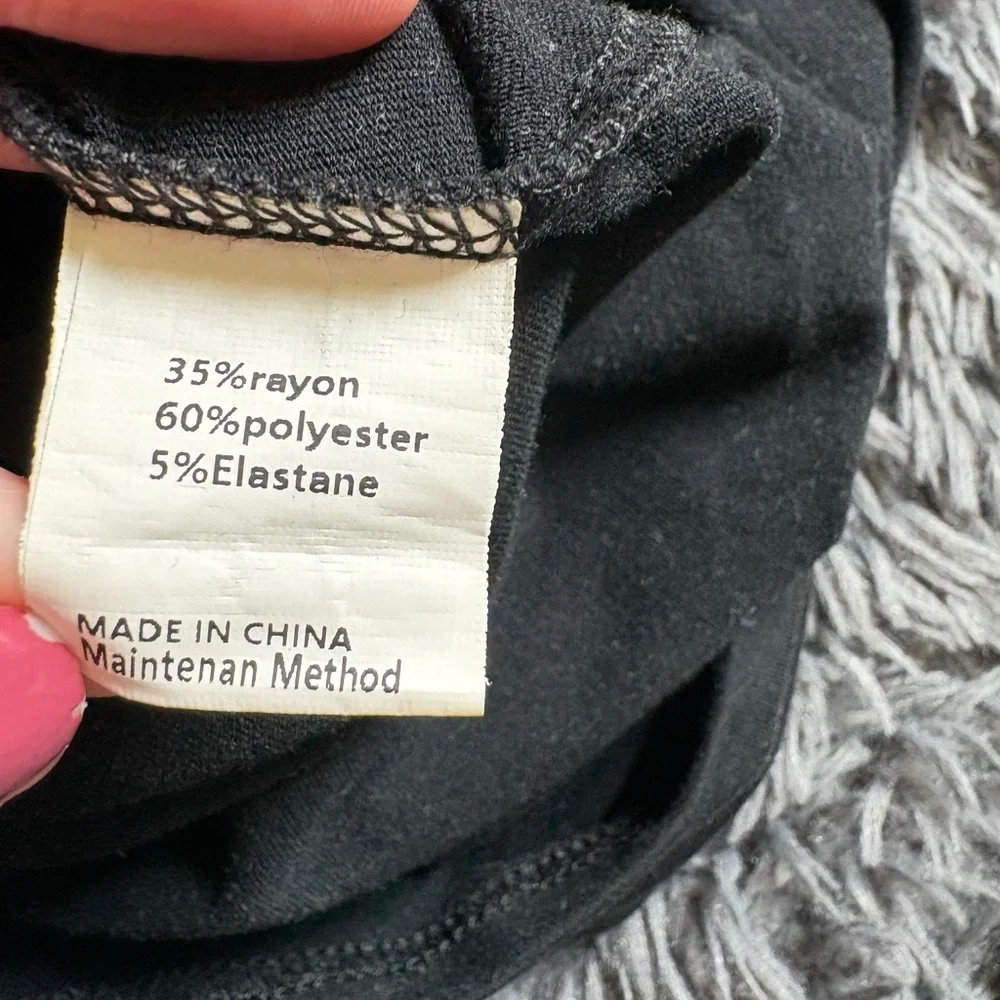 35%rayon
60%polyester
5%Elastane
MADE IN CHINA
Maintenan Method